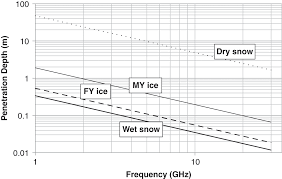 100
10
1
0.1
0.01
Penetration Depth (m)
Dry snow
MY ice
FY ice
Wet snow
1
10
Frequency (GHz)